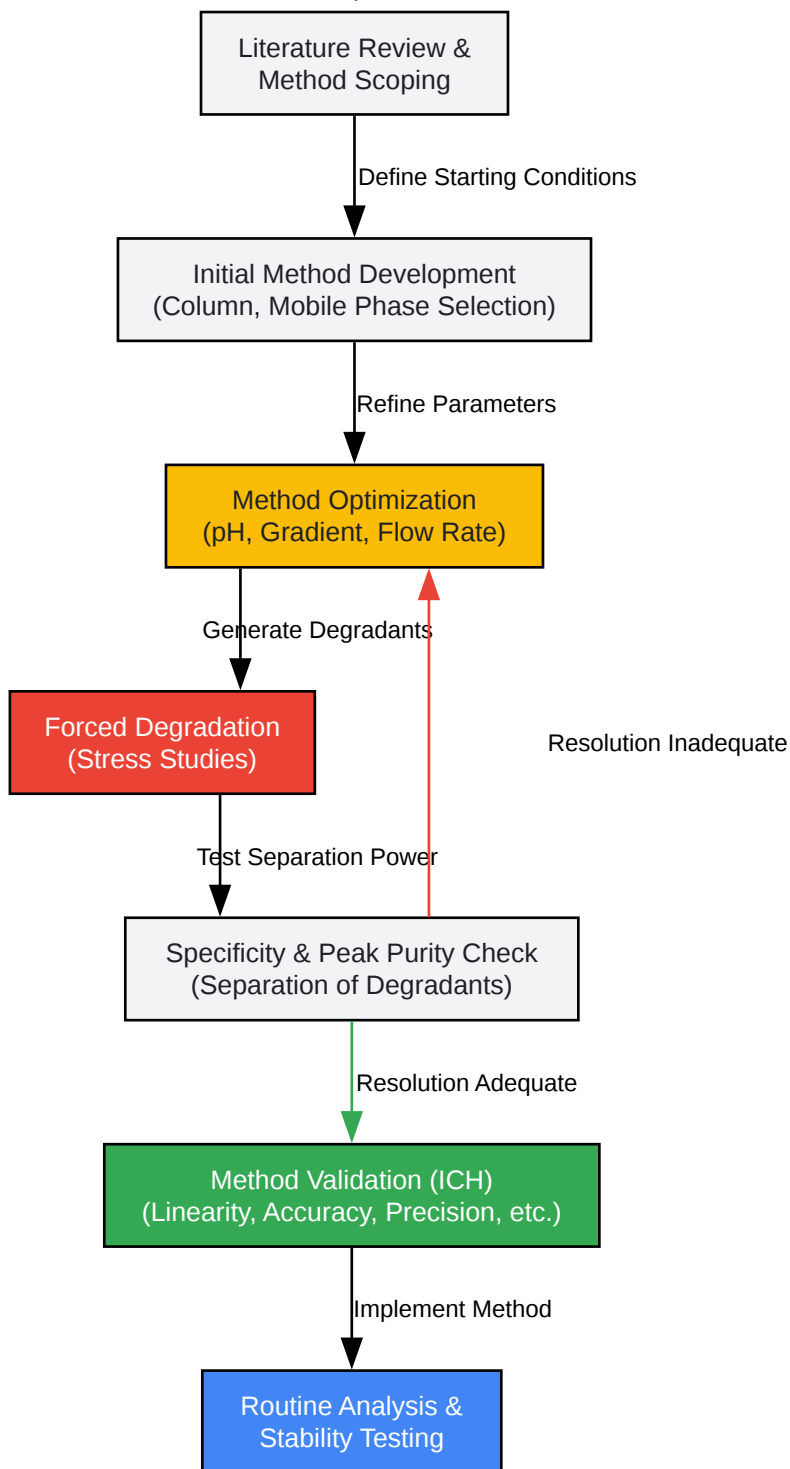 Literature Review &
Method Scoping
Define Starting Conditions
Initial Method Development
(Column, Mobile Phase Selection)
Refine Parameters
Method Optimization
(pH, Gradient, Flow Rate)
Generate Degradants
Forced Degradation
(Stress Studies)
Resolution Inadequate
Test Separation Power
Specificity & Peak Purity Check
(Separation of Degradants)
Resolution Adequate
Method Validation (ICH)
(Linearity, Accuracy, Precision, etc.)
Implement Method
Routine Analysis &
Stability Testing